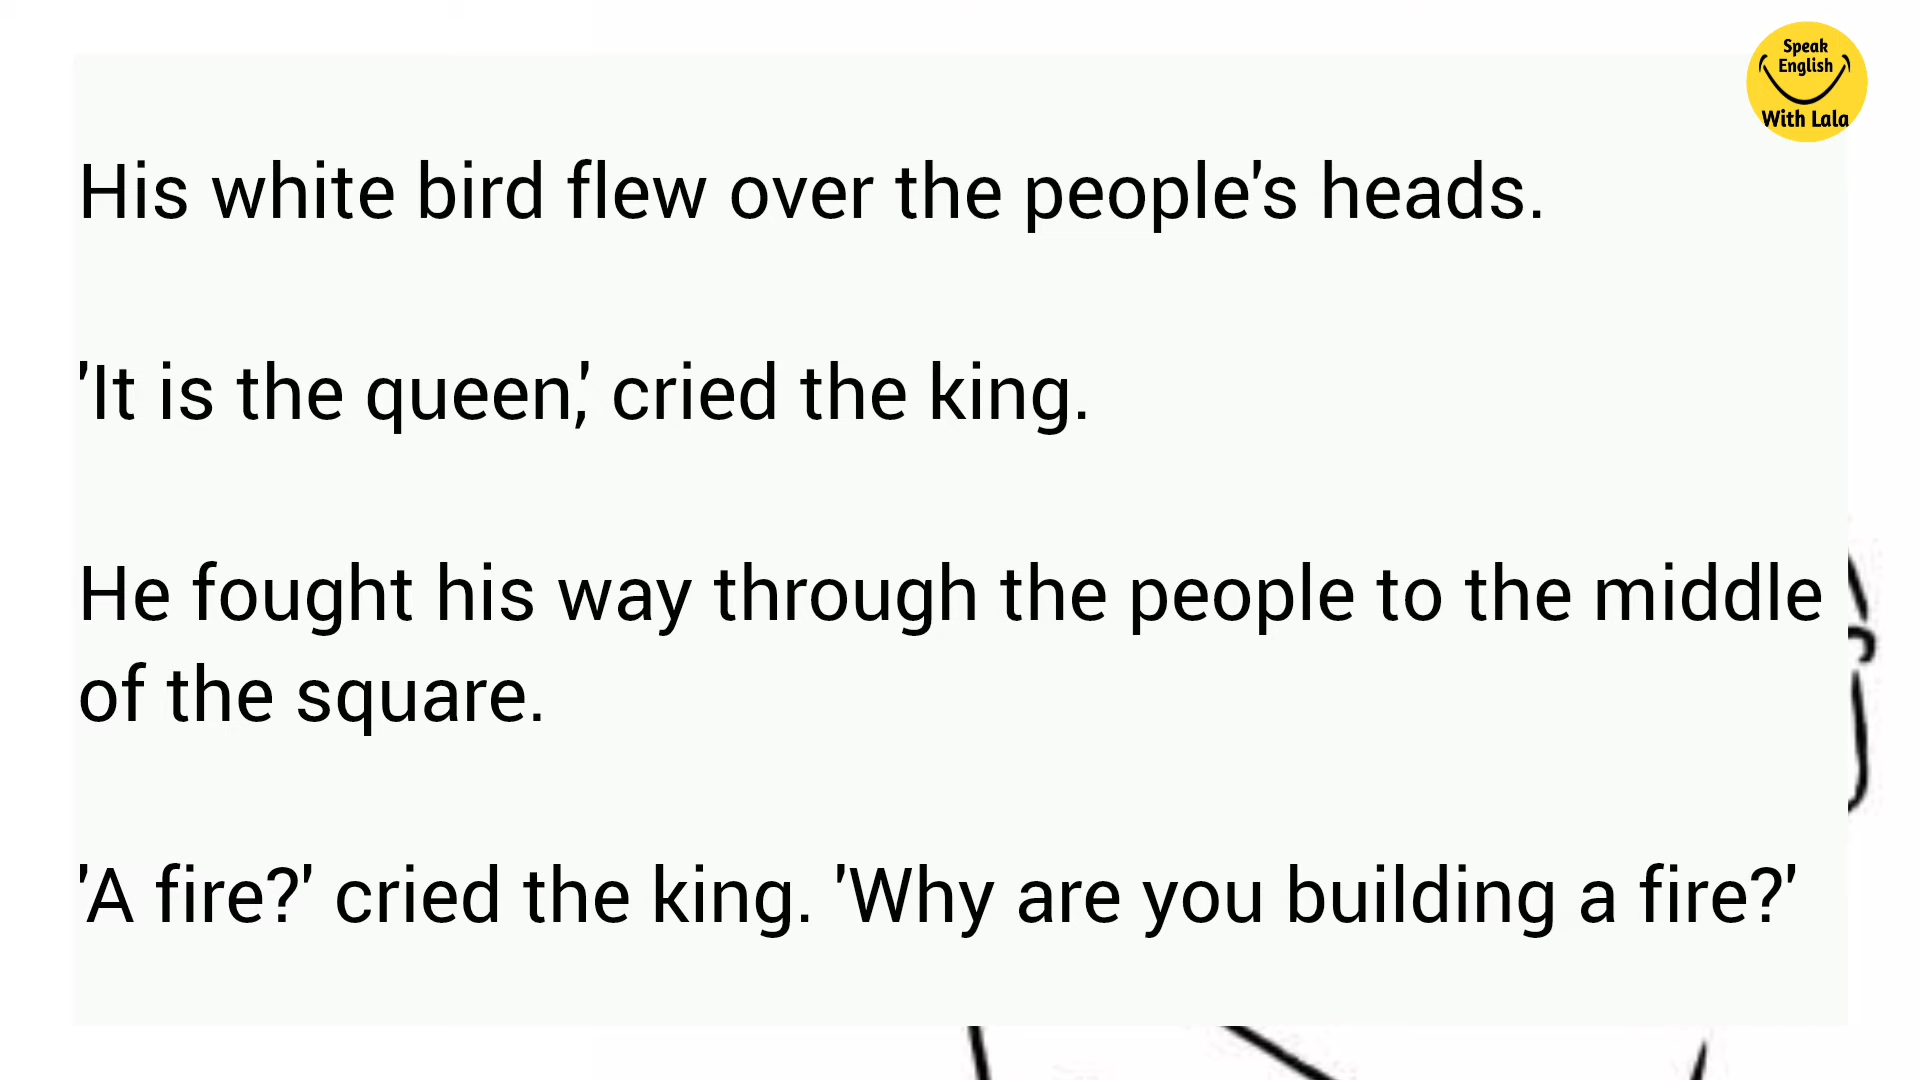 Speak
English
With Lala
His white bird flew over the people's heads.
'It is the queen,' cried the king.
He fought his way through the people to the middle
of the square.
'A fire?' cried the king. 'Why are you building a fire?'